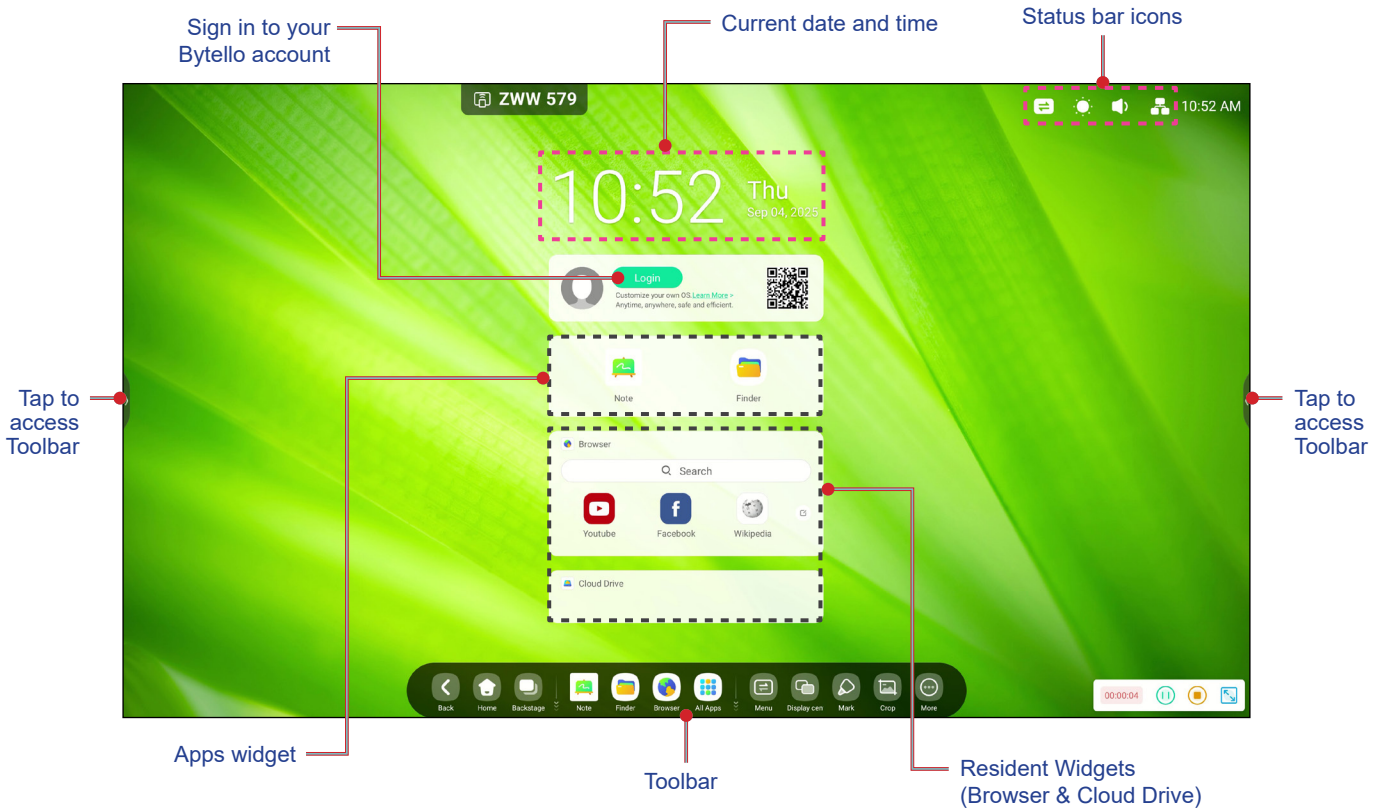 Sign in to your
Bytello account
Current date and time
Status bar icons
ZWW 579
10:52 AM
10:52
Thu
Sep 04, 2025
Login
Customize your own OS.Learn More >
Anytime, anywhere, safe and efficient.
Note
Finder
Tap to
access
Toolbar
Tap to
access
Toolbar
Browser
Search
Youtube
Facebook
Wikipedia
Cloud Drive
Back
Home
Backstage
Note
Finder
Browser
All Apps
Menu
Display cen
Mark
Crop
More
00:00:04
Apps widget
Toolbar
Resident Widgets
(Browser & Cloud Drive)